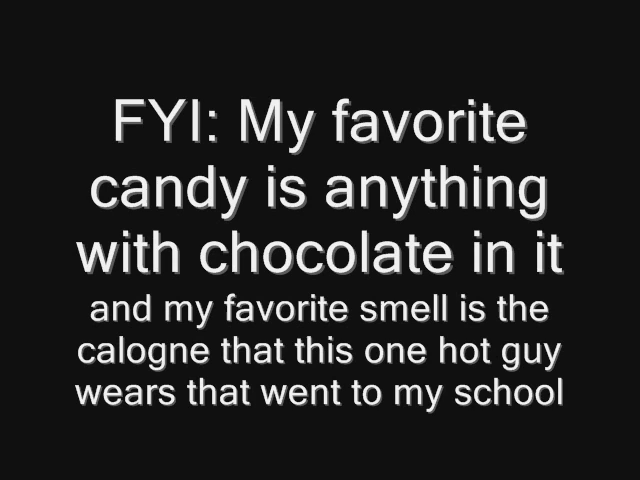 FYI: My favorite
candy is anything
with chocolate in it
and my favorite smell is the
calogne that this one hot guy
wears that went to my school